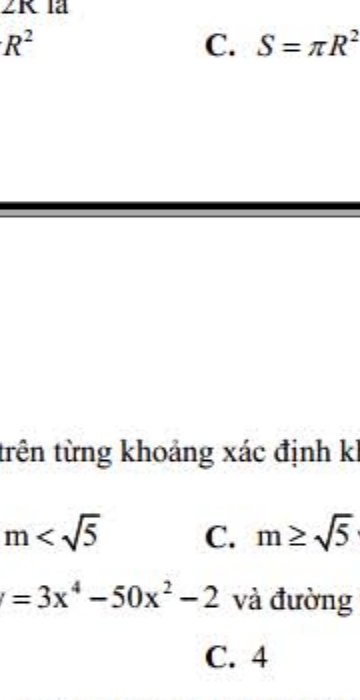 2R là
R²
C. S = πR²
trên từng khoảng xác định
m < √5
C. m ≥ √5
= 3x⁴ − 50x² − 2 và đường
C. 4